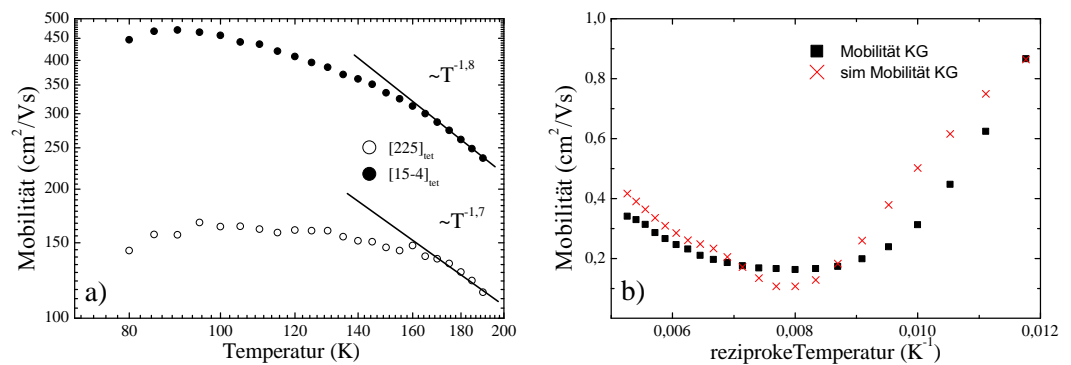 500
450
400
350
300
250
200
150
100
80
100
120
140
160
180
200
Mobilität (cm²/Vs)
Temperatur (K)
~T^-1,8
~T^-1,7
[225]tet
[15-4]tet
a)
1,0
0,8
0,6
0,4
0,2
0,006
0,008
0,010
0,012
Mobilität (cm²/Vs)
reziprokeTemperatur (K^-1)
Mobilität KG
sim Mobilität KG
b)